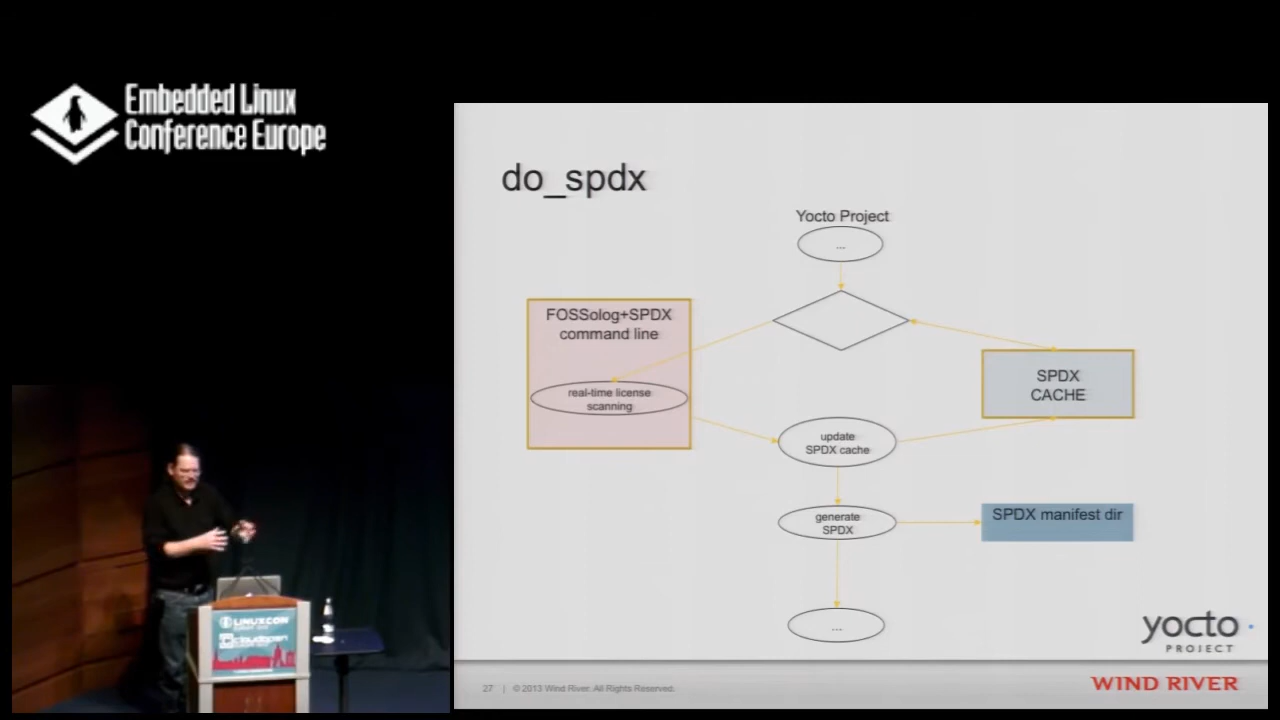 Embedded Linux
Conference Europe
do_spdx
Yocto Project
...
FOSSolog+SPDX
command line
real-time license
scanning
SPDX
CACHE
update
SPDX cache
generate
SPDX
SPDX manifest dir
...
yocto
PROJECT
27 | © 2013 Wind River. All Rights Reserved.
WIND RIVER
LINUXCON
cloudopen